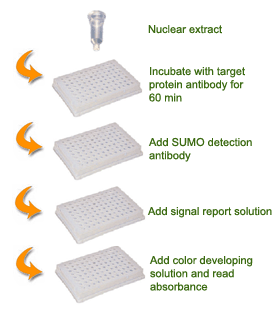 Nuclear extract
Incubate with target
protein antibody for
60 min
Add SUMO detection
antibody
Add signal report solution
Add color developing
solution and read
absorbance